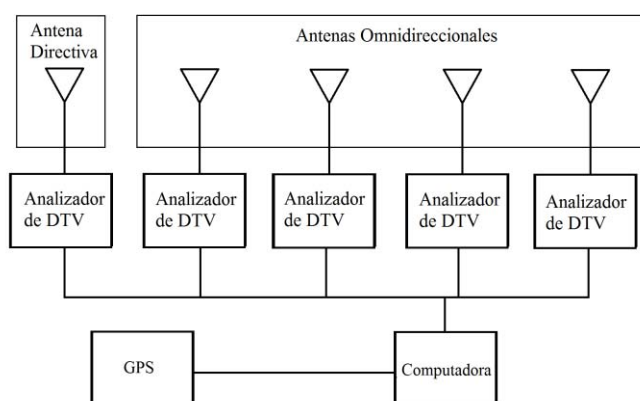 Antena
Directiva
Antenas Omnidireccionales
Analizador
de DTV
Analizador
de DTV
Analizador
de DTV
Analizador
de DTV
Analizador
de DTV
GPS
Computadora